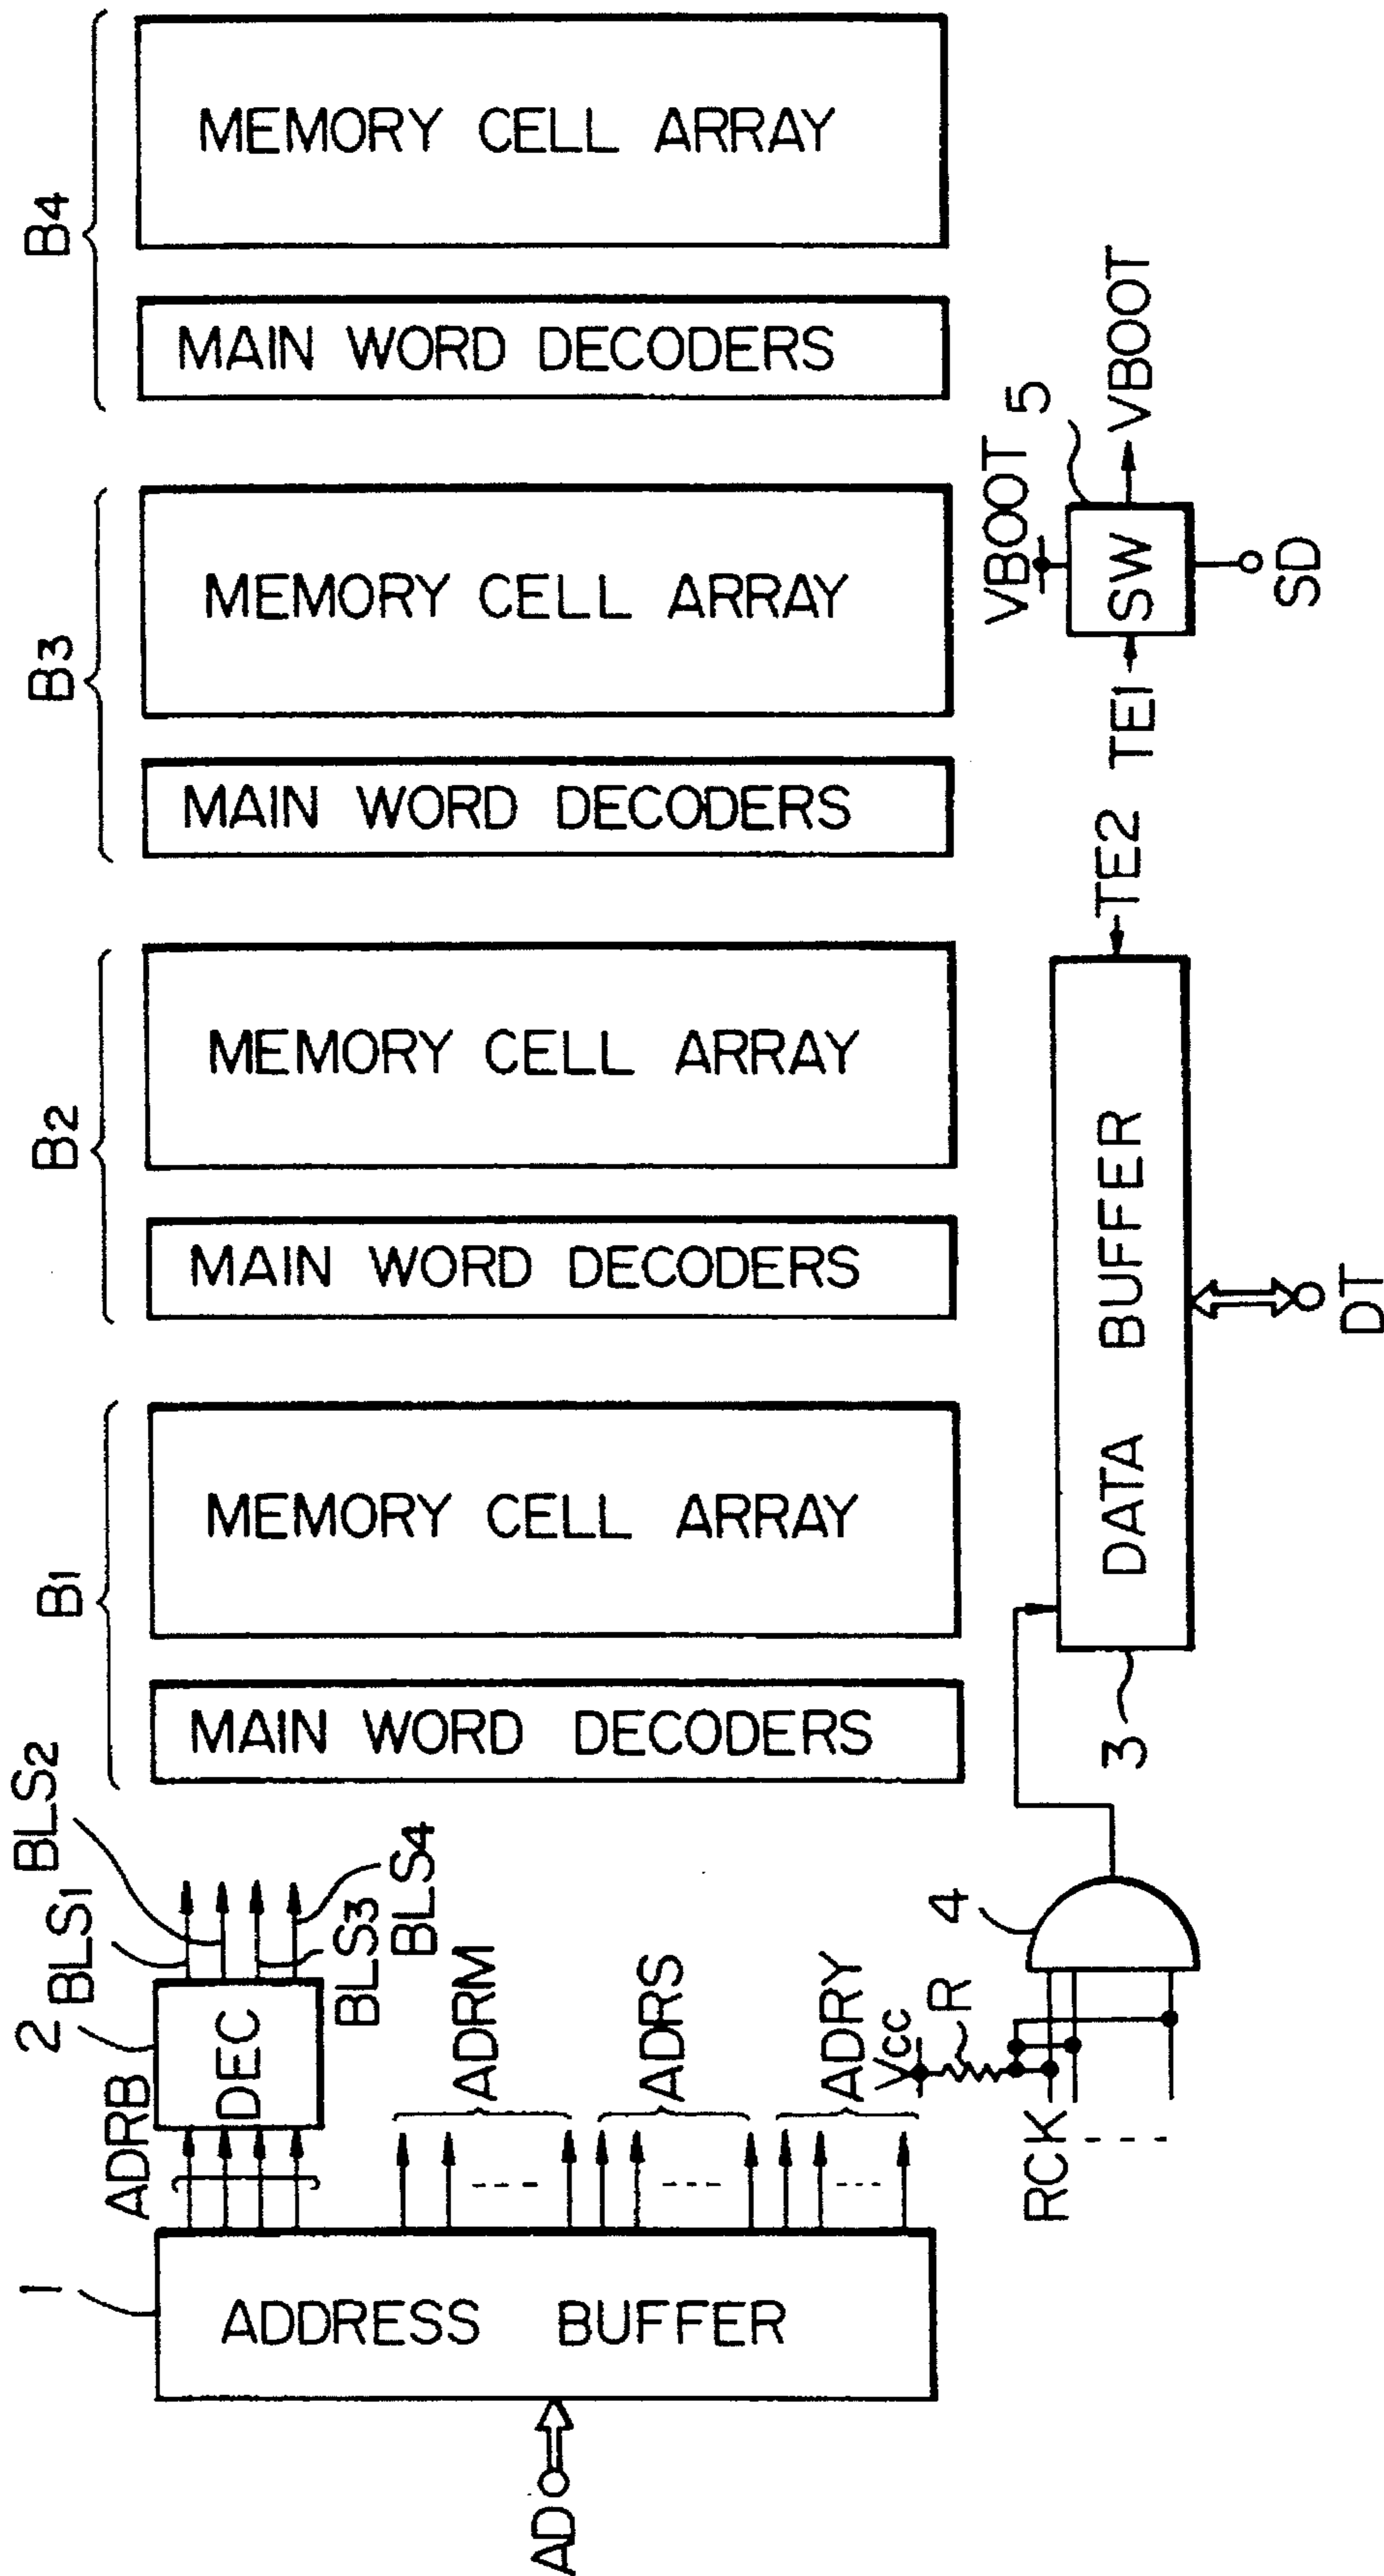 B1
B2
B3
B4
MAIN WORD DECODERS
MEMORY CELL ARRAY
MAIN WORD DECODERS
MEMORY CELL ARRAY
MAIN WORD DECODERS
MEMORY CELL ARRAY
MAIN WORD DECODERS
MEMORY CELL ARRAY
1
ADRB
2
BLS1
BLS2
DEC
BLS3
BLS4
AD
ADDRESS BUFFER
ADRM
ADRS
ADRY
Vcc
R
RCK
4
3
DATA BUFFER
DT
TE2
TE1
VBOOT
5
SW
VBOOT
SD